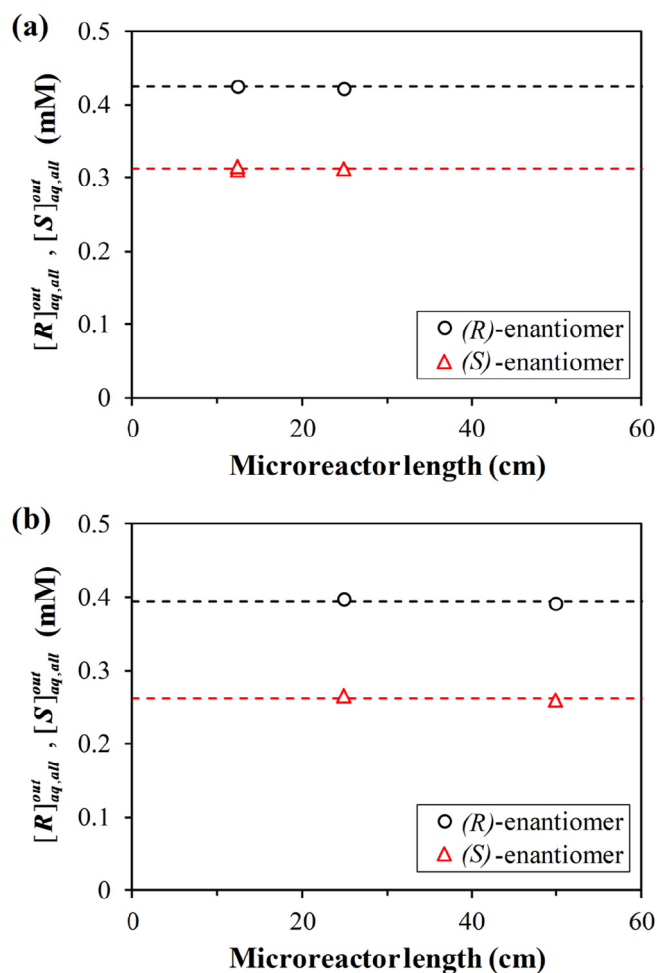 (a)
[R]^{out}_{aq,all} , [S]^{out}_{aq,all} (mM)
0.5
0.4
0.3
0.2
0.1
0
(R)-enantiomer
(S)-enantiomer
0 20 40 60
Microreactor length (cm)
(b)
[R]^{out}_{aq,all} , [S]^{out}_{aq,all} (mM)
0.5
0.4
0.3
0.2
0.1
0
(R)-enantiomer
(S)-enantiomer
0 20 40 60
Microreactor length (cm)